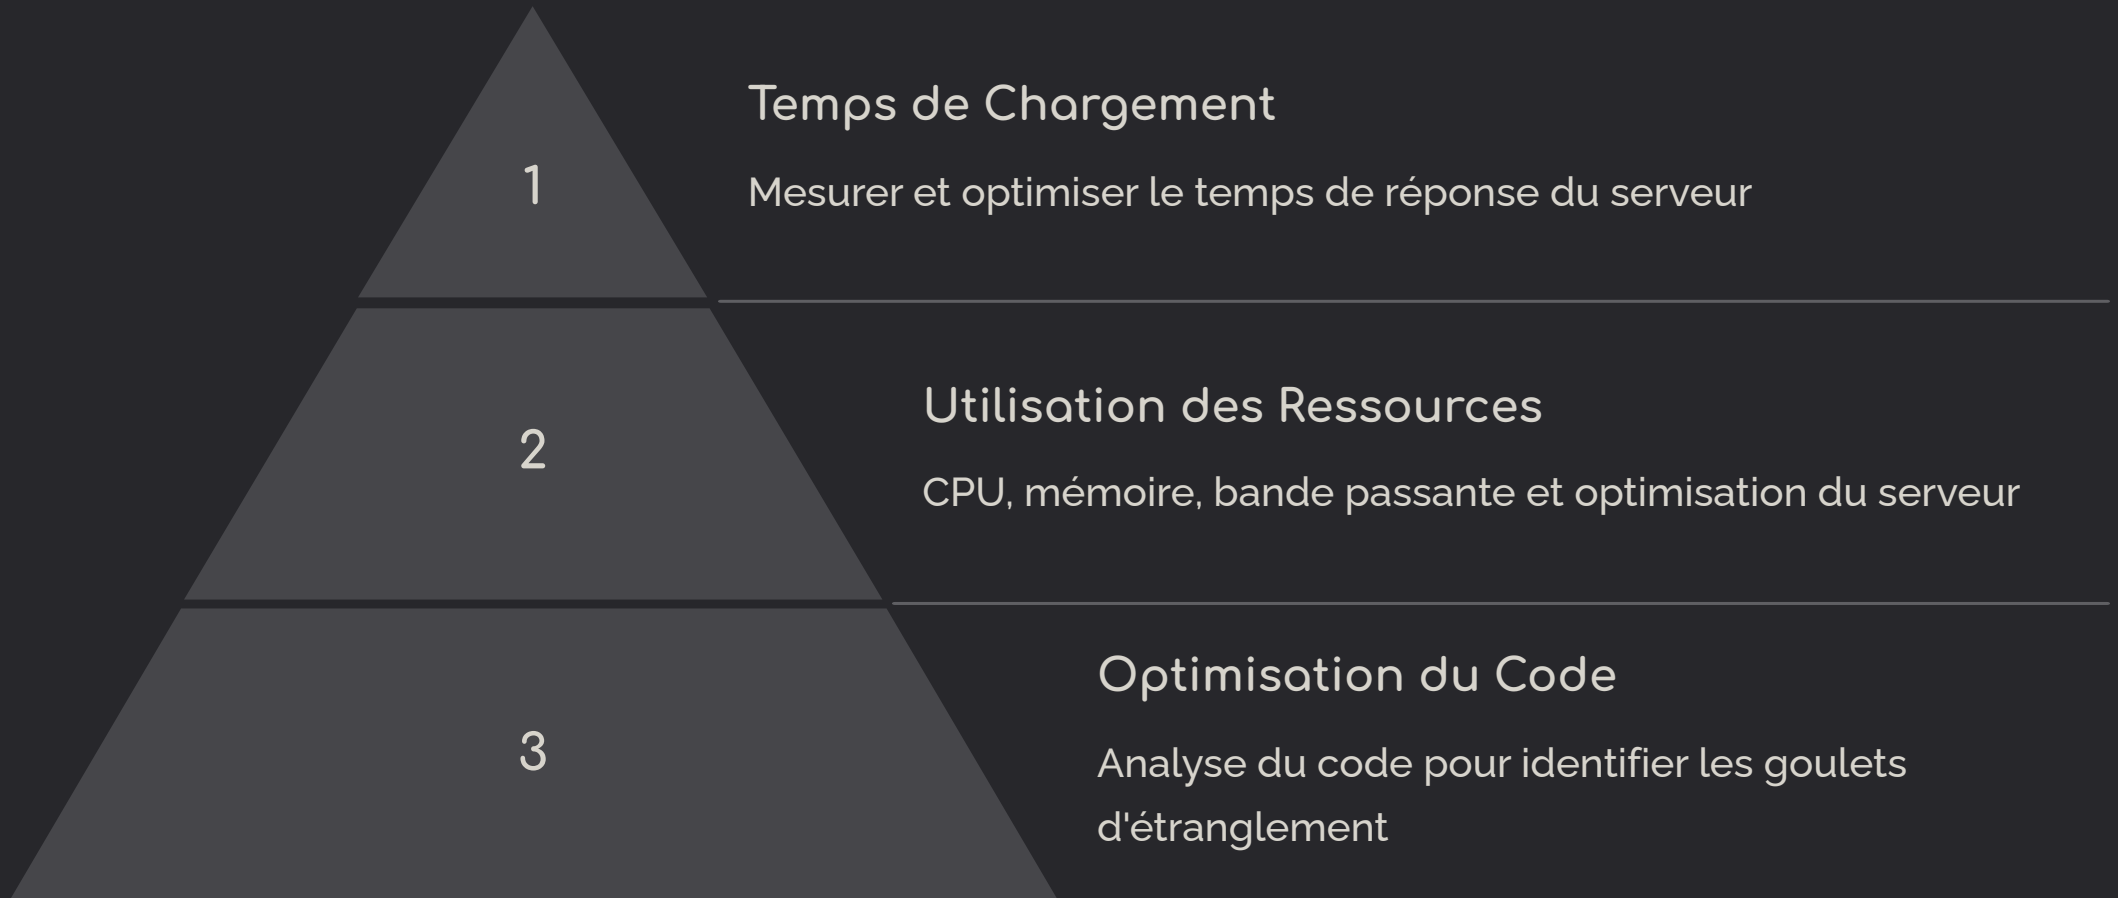 1
Temps de Chargement
Mesurer et optimiser le temps de réponse du serveur
2
Utilisation des Ressources
CPU, mémoire, bande passante et optimisation du serveur
3
Optimisation du Code
Analyse du code pour identifier les goulets
d'étranglement